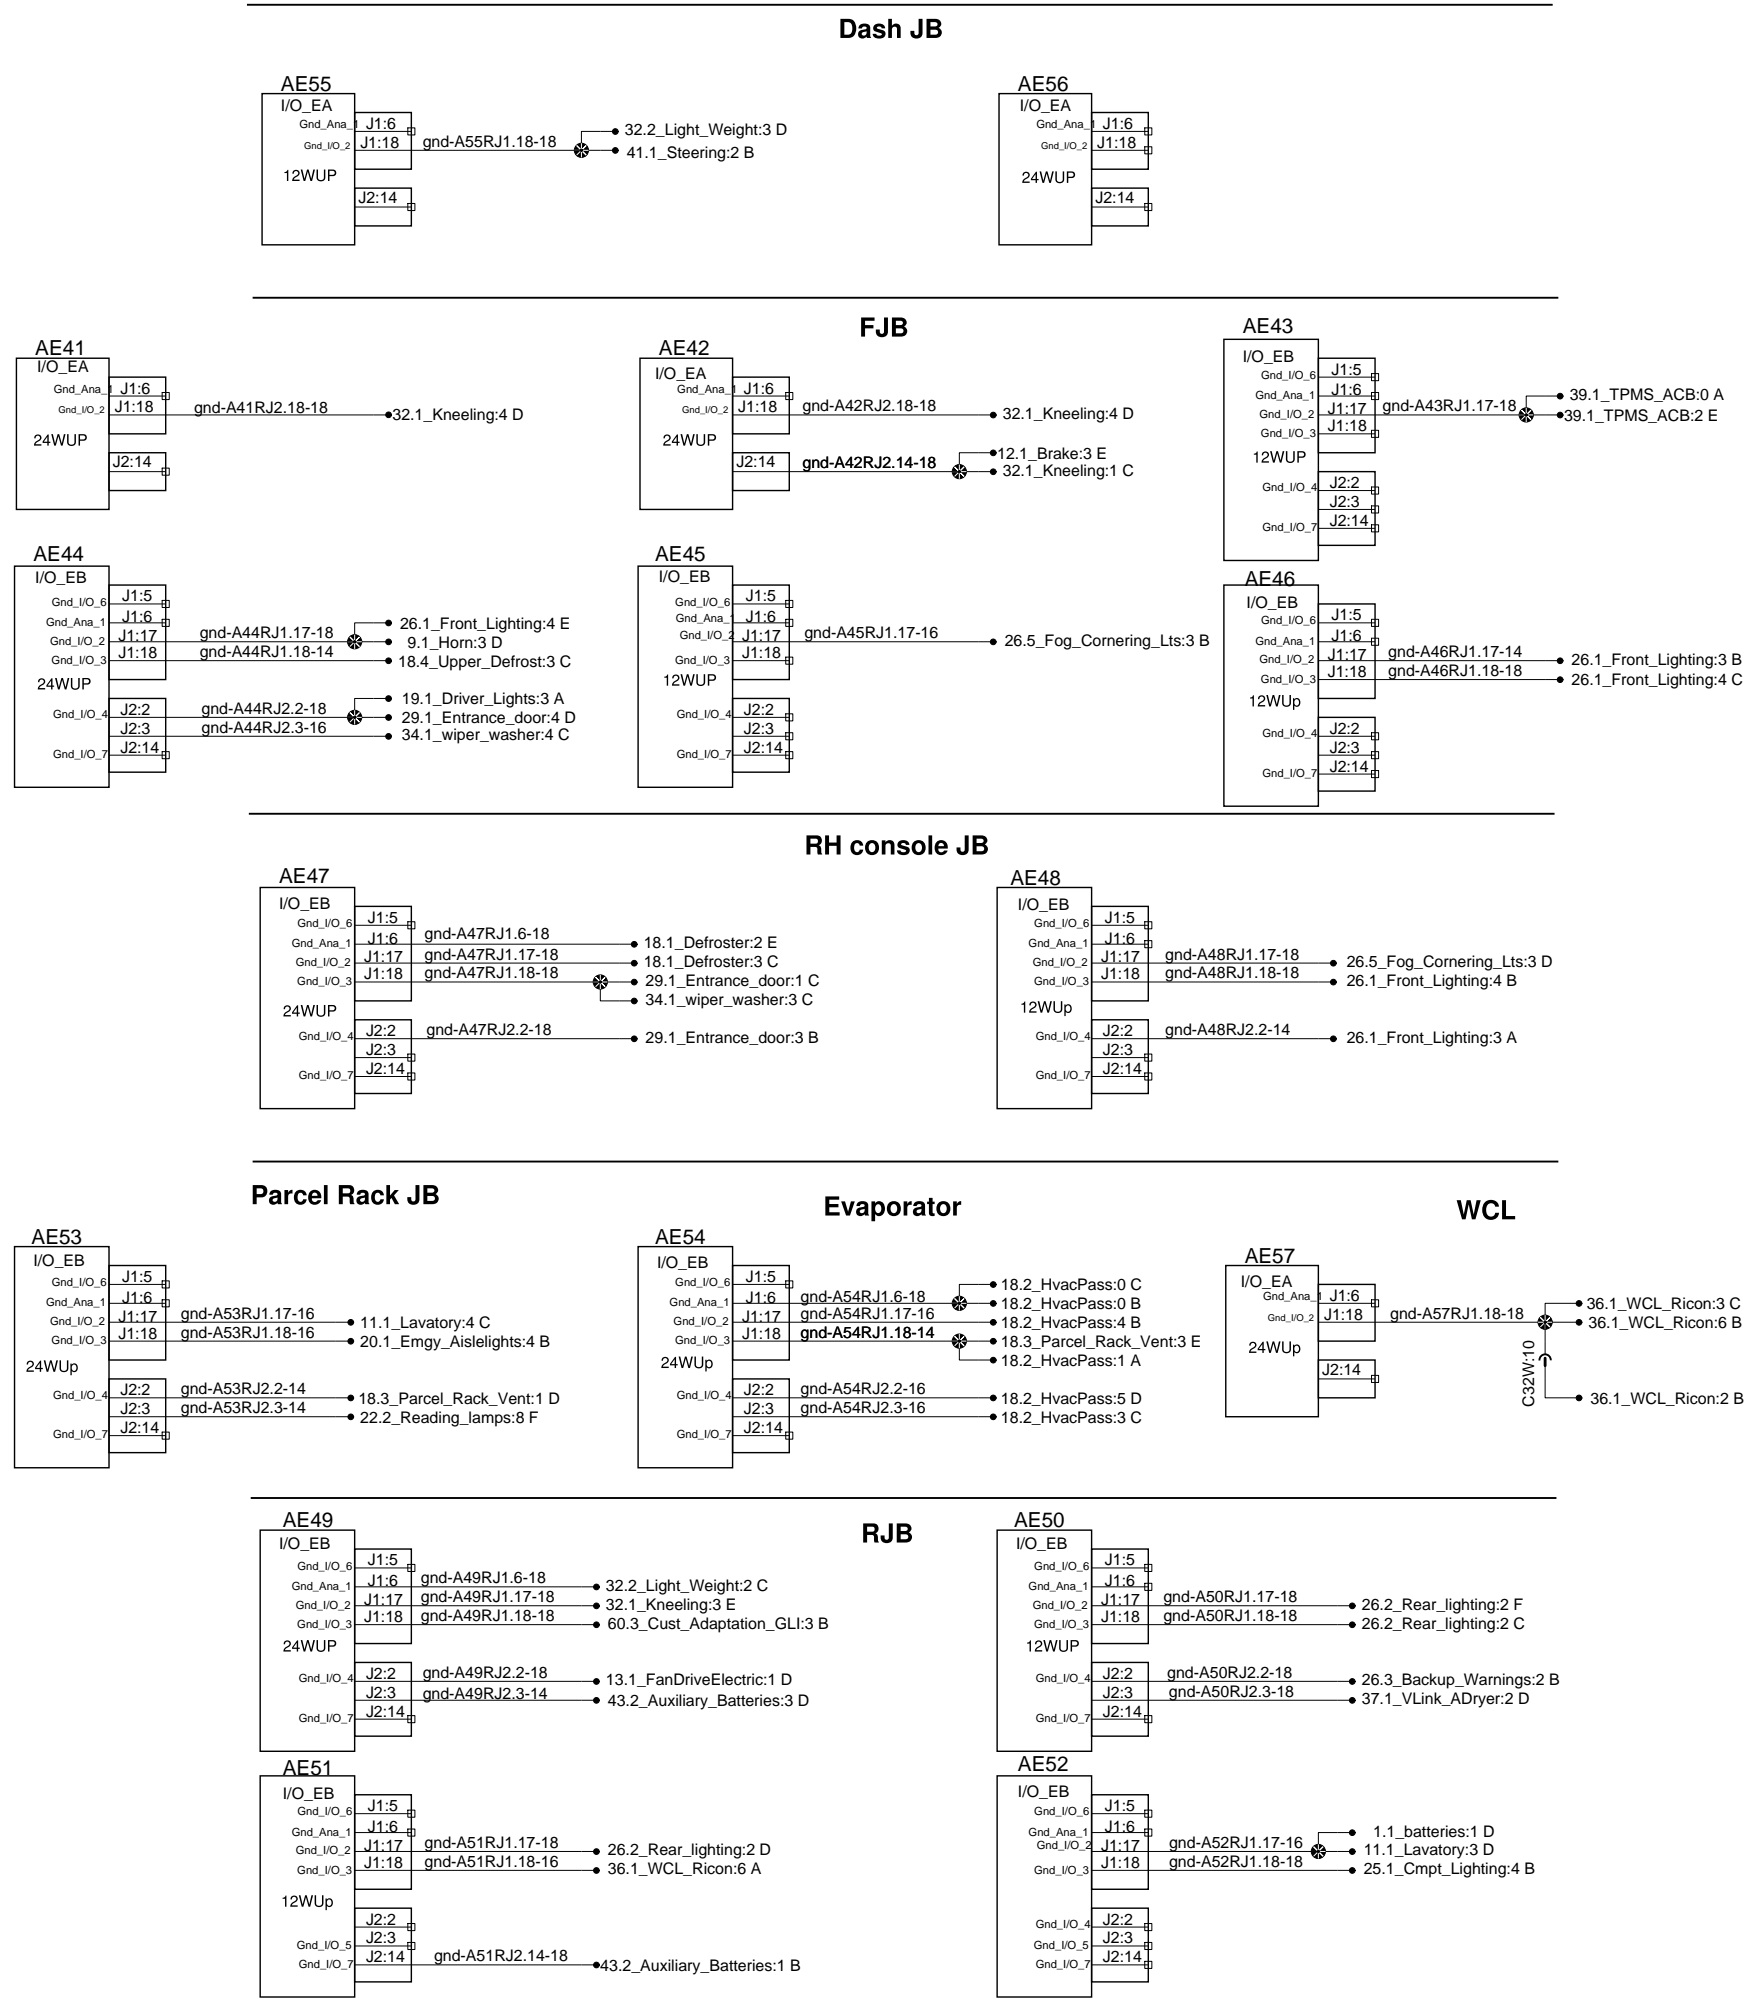 Dash JB
AE55
I/O_EA
Gnd_Ana_1 J1:6
Gnd_I/O_2 J1:18 gnd-A55RJ1.18-18
32.2_Light_Weight:3 D
41.1_Steering:2 B
12WUP
J2:14
AE56
I/O_EA
Gnd_Ana_1 J1:6
Gnd_I/O_2 J1:18
24WUP
J2:14
FJB
AE41
I/O_EA
Gnd_Ana_1 J1:6
Gnd_I/O_2 J1:18 gnd-A41RJ2.18-18 32.1_Kneeling:4 D
24WUP
J2:14
AE42
I/O_EA
Gnd_Ana_1 J1:6
Gnd_I/O_2 J1:18 gnd-A42RJ2.18-18 32.1_Kneeling:4 D
24WUP
J2:14 gnd-A42RJ2.14-18
12.1_Brake:3 E
32.1_Kneeling:1 C
AE43
I/O_EB
Gnd_I/O_6 J1:5
Gnd_Ana_1 J1:6
Gnd_I/O_2 J1:17 gnd-A43RJ1.17-18
39.1_TPMS_ACB:0 A
39.1_TPMS_ACB:2 E
Gnd_I/O_3 J1:18
12WUP
Gnd_I/O_4 J2:2
J2:3
Gnd_I/O_7 J2:14
AE44
I/O_EB
Gnd_I/O_6 J1:5
Gnd_Ana_1 J1:6
26.1_Front_Lighting:4 E
Gnd_I/O_2 J1:17 gnd-A44RJ1.17-18 9.1_Horn:3 D
Gnd_I/O_3 J1:18 gnd-A44RJ1.18-14 18.4_Upper_Defrost:3 C
24WUP
19.1_Driver_Lights:3 A
Gnd_I/O_4 J2:2 gnd-A44RJ2.2-18 29.1_Entrance_door:4 D
J2:3 gnd-A44RJ2.3-16 34.1_wiper_washer:4 C
Gnd_I/O_7 J2:14
AE45
I/O_EB
Gnd_I/O_6 J1:5
Gnd_Ana_1 J1:6
Gnd_I/O_2 J1:17 gnd-A45RJ1.17-16 26.5_Fog_Cornering_Lts:3 B
Gnd_I/O_3 J1:18
12WUP
Gnd_I/O_4 J2:2
J2:3
Gnd_I/O_7 J2:14
AE46
I/O_EB
Gnd_I/O_6 J1:5
Gnd_Ana_1 J1:6
Gnd_I/O_2 J1:17 gnd-A46RJ1.17-14 26.1_Front_Lighting:3 B
Gnd_I/O_3 J1:18 gnd-A46RJ1.18-18 26.1_Front_Lighting:4 C
12WUp
Gnd_I/O_4 J2:2
J2:3
Gnd_I/O_7 J2:14
RH console JB
AE47
I/O_EB
Gnd_I/O_6 J1:5
Gnd_Ana_1 J1:6 gnd-A47RJ1.6-18 18.1_Defroster:2 E
Gnd_I/O_2 J1:17 gnd-A47RJ1.17-18 18.1_Defroster:3 C
Gnd_I/O_3 J1:18 gnd-A47RJ1.18-18 29.1_Entrance_door:1 C
34.1_wiper_washer:3 C
24WUP
Gnd_I/O_4 J2:2 gnd-A47RJ2.2-18 29.1_Entrance_door:3 B
J2:3
Gnd_I/O_7 J2:14
AE48
I/O_EB
Gnd_I/O_6 J1:5
Gnd_Ana_1 J1:6
Gnd_I/O_2 J1:17 gnd-A48RJ1.17-18 26.5_Fog_Cornering_Lts:3 D
Gnd_I/O_3 J1:18 gnd-A48RJ1.18-18 26.1_Front_Lighting:4 B
12WUp
Gnd_I/O_4 J2:2 gnd-A48RJ2.2-14 26.1_Front_Lighting:3 A
J2:3
Gnd_I/O_7 J2:14
Parcel Rack JB
AE53
I/O_EB
Gnd_I/O_6 J1:5
Gnd_Ana_1 J1:6
Gnd_I/O_2 J1:17 gnd-A53RJ1.17-16 11.1_Lavatory:4 C
Gnd_I/O_3 J1:18 gnd-A53RJ1.18-16 20.1_Emgy_Aislelights:4 B
24WUp
Gnd_I/O_4 J2:2 gnd-A53RJ2.2-14 18.3_Parcel_Rack_Vent:1 D
J2:3 gnd-A53RJ2.3-14 22.2_Reading_lamps:8 F
Gnd_I/O_7 J2:14
Evaporator
AE54
I/O_EB
Gnd_I/O_6 J1:5
18.2_HvacPass:0 C
Gnd_Ana_1 J1:6 gnd-A54RJ1.6-18 18.2_HvacPass:0 B
Gnd_I/O_2 J1:17 gnd-A54RJ1.17-16 18.2_HvacPass:4 B
Gnd_I/O_3 J1:18 gnd-A54RJ1.18-14 18.3_Parcel_Rack_Vent:3 E
18.2_HvacPass:1 A
24WUp
Gnd_I/O_4 J2:2 gnd-A54RJ2.2-16 18.2_HvacPass:5 D
J2:3 gnd-A54RJ2.3-16 18.2_HvacPass:3 C
Gnd_I/O_7 J2:14
WCL
AE57
I/O_EA
Gnd_Ana_1 J1:6
36.1_WCL_Ricon:3 C
Gnd_I/O_2 J1:18 gnd-A57RJ1.18-18 36.1_WCL_Ricon:6 B
24WUp
J2:14
C32W:10
36.1_WCL_Ricon:2 B
RJB
AE49
I/O_EB
Gnd_I/O_6 J1:5
Gnd_Ana_1 J1:6 gnd-A49RJ1.6-18 32.2_Light_Weight:2 C
Gnd_I/O_2 J1:17 gnd-A49RJ1.17-18 32.1_Kneeling:3 E
Gnd_I/O_3 J1:18 gnd-A49RJ1.18-18 60.3_Cust_Adaptation_GLI:3 B
24WUP
Gnd_I/O_4 J2:2 gnd-A49RJ2.2-18 13.1_FanDriveElectric:1 D
J2:3 gnd-A49RJ2.3-14 43.2_Auxiliary_Batteries:3 D
Gnd_I/O_7 J2:14
AE50
I/O_EB
Gnd_I/O_6 J1:5
Gnd_Ana_1 J1:6
Gnd_I/O_2 J1:17 gnd-A50RJ1.17-18 26.2_Rear_lighting:2 F
Gnd_I/O_3 J1:18 gnd-A50RJ1.18-18 26.2_Rear_lighting:2 C
12WUP
Gnd_I/O_4 J2:2 gnd-A50RJ2.2-18 26.3_Backup_Warnings:2 B
J2:3 gnd-A50RJ2.3-18 37.1_VLink_ADryer:2 D
Gnd_I/O_7 J2:14
AE51
I/O_EB
Gnd_I/O_6 J1:5
Gnd_Ana_1 J1:6
Gnd_I/O_2 J1:17 gnd-A51RJ1.17-18 26.2_Rear_lighting:2 D
Gnd_I/O_3 J1:18 gnd-A51RJ1.18-16 36.1_WCL_Ricon:6 A
12WUp
J2:2
Gnd_I/O_5 J2:3
Gnd_I/O_7 J2:14 gnd-A51RJ2.14-18 43.2_Auxiliary_Batteries:1 B
AE52
I/O_EB
Gnd_I/O_6 J1:5
Gnd_Ana_1 J1:6
1.1_batteries:1 D
Gnd_I/O_2 J1:17 gnd-A52RJ1.17-16 11.1_Lavatory:3 D
Gnd_I/O_3 J1:18 gnd-A52RJ1.18-18 25.1_Cmpt_Lighting:4 B
Gnd_I/O_4 J2:2
Gnd_I/O_5 J2:3
Gnd_I/O_7 J2:14